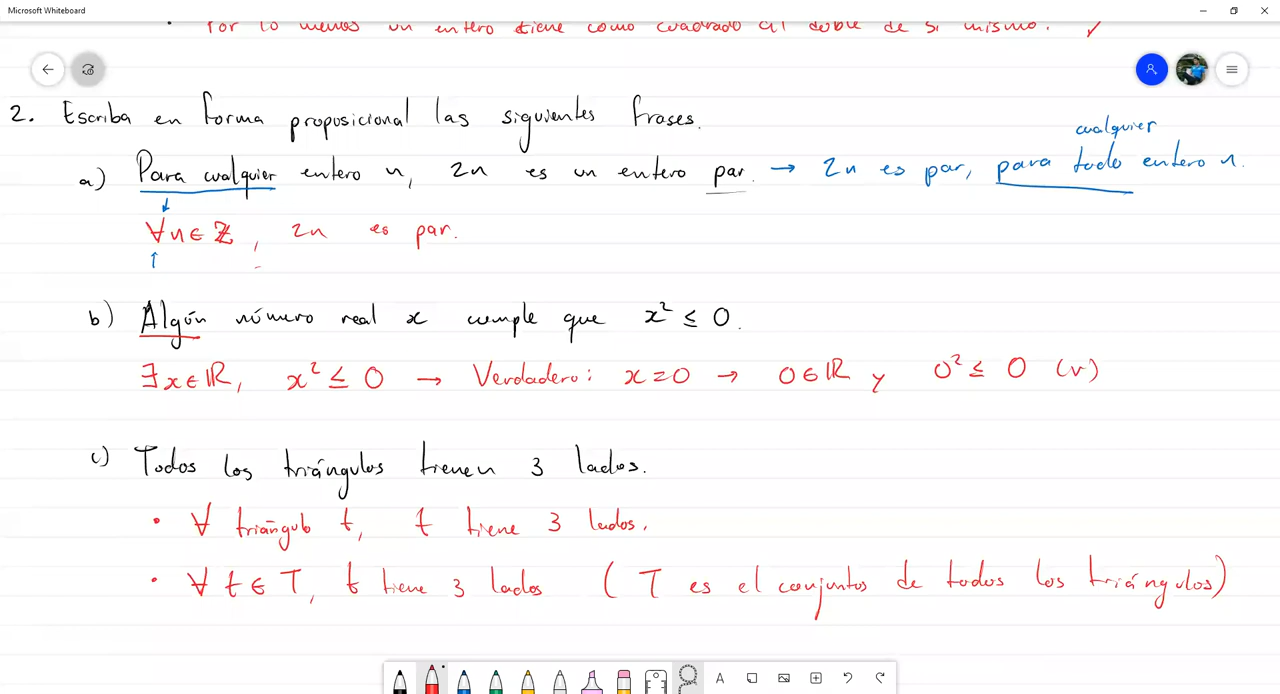 Microsoft Whiteboard
Por lo menos un entero tiene como cuadrado al doble de sí mismo. ✓
2. Escriba en forma proposicional las siguientes frases.
cualquier
a) Para cualquier entero n, 2n es un entero par. → 2n es par, para todo entero n.
∀n∈ℤ, 2n es par.
b) Algún número real x cumple que x² ≤ 0.
∃x∈ℝ, x² ≤ 0 → Verdadero: x=0 → 0∈ℝ y 0² ≤ 0 (v)
c) Todos los triángulos tienen 3 lados.
• ∀ triángulo t, t tiene 3 lados.
• ∀ t∈T, t tiene 3 lados (T es el conjuntos de todos los triángulos)
A